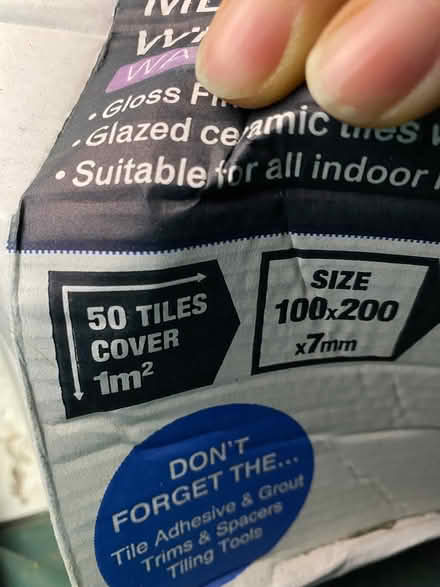 • Gloss
• Glazed ceramic tiles
• Suitable for all indoor
50 TILES
COVER
1m²
SIZE
100x200
x7mm
DON'T
FORGET THE...
Tile Adhesive & Grout
Trims & Spacers
Tiling Tools